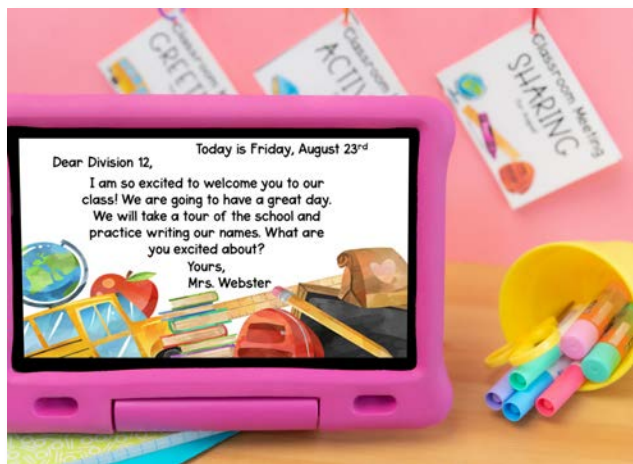 Classroom
GREETI
Classroom
ACTIV
Classroom Meeting
SHARING
Today is Friday, August 23rd
Dear Division 12,
I am so excited to welcome you to our
class! We are going to have a great day.
We will take a tour of the school and
practice writing our names. What are
you excited about?
Yours,
Mrs. Webster